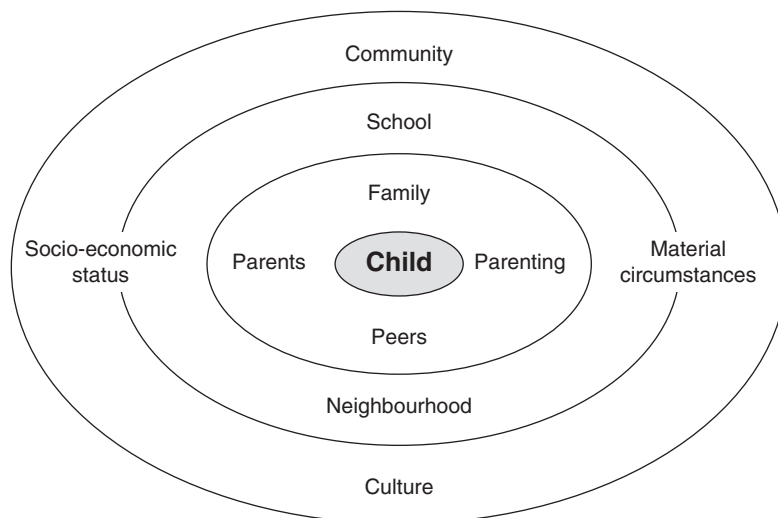 Community
School
Family
Socio-economic
status
Parents
Child
Parenting
Material
circumstances
Peers
Neighbourhood
Culture